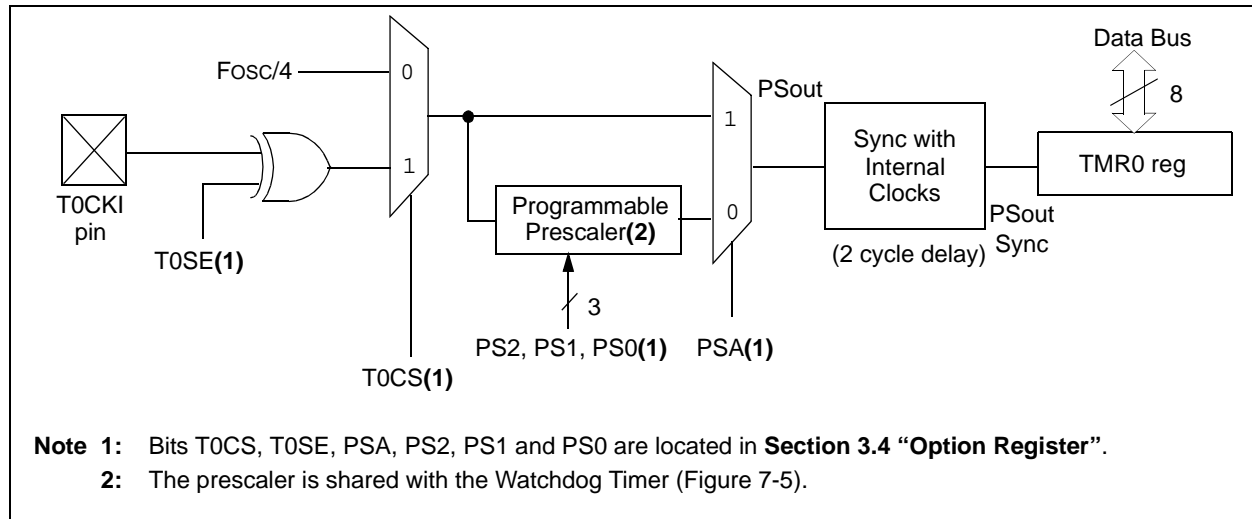 Data Bus
FOSC/4
0
PSout
8
1
1
Sync with
Internal
Clocks
TMR0 reg
T0CKI
pin
Programmable
Prescaler(2)
0
PSout
Sync
T0SE(1)
(2 cycle delay)
3
PS2, PS1, PS0(1)
PSA(1)
T0CS(1)
Note 1: Bits T0CS, T0SE, PSA, PS2, PS1 and PS0 are located in Section 3.4 “Option Register”.
2: The prescaler is shared with the Watchdog Timer (Figure 7-5).